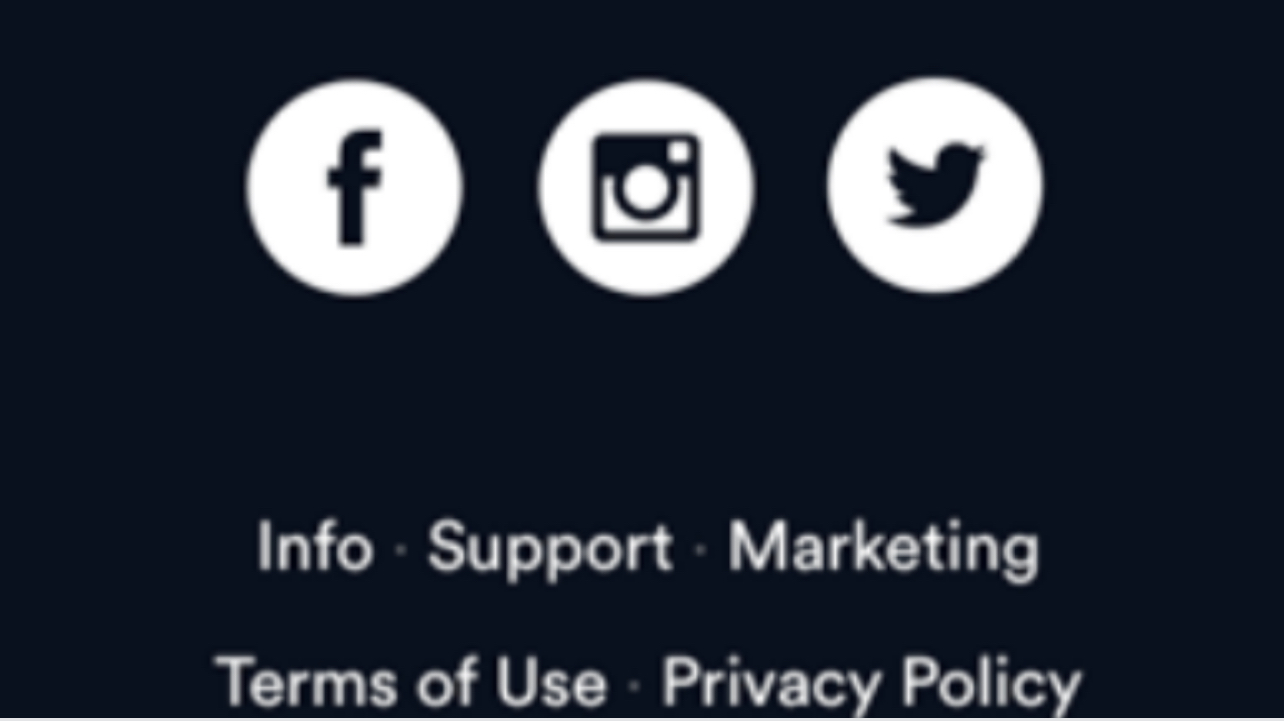 Info · Support · Marketing
Terms of Use · Privacy Policy